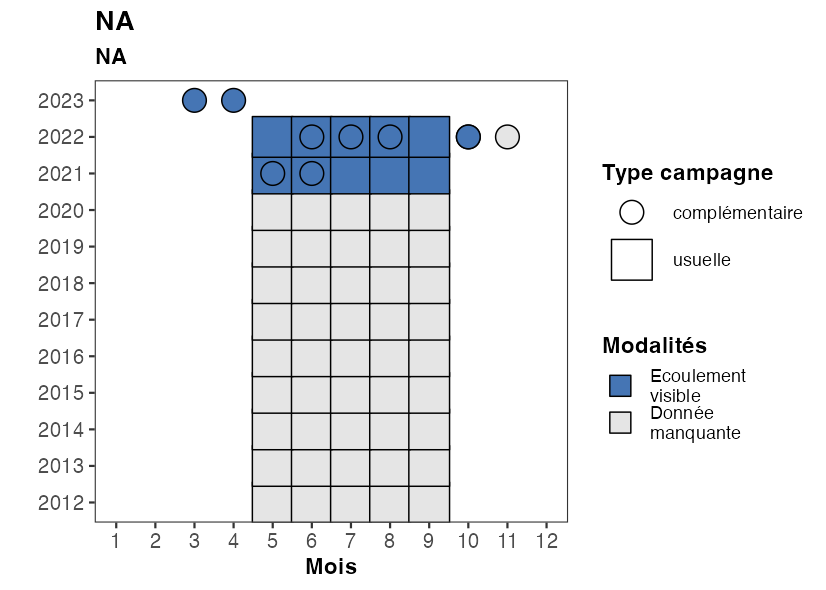 NA
NA
2023
2022
2021
2020
2019
2018
2017
2016
2015
2014
2013
2012
1 2 3 4 5 6 7 8 9 10 11 12
Mois
Type campagne
complémentaire
usuelle
Modalités
Ecoulement
visible
Donnée
manquante